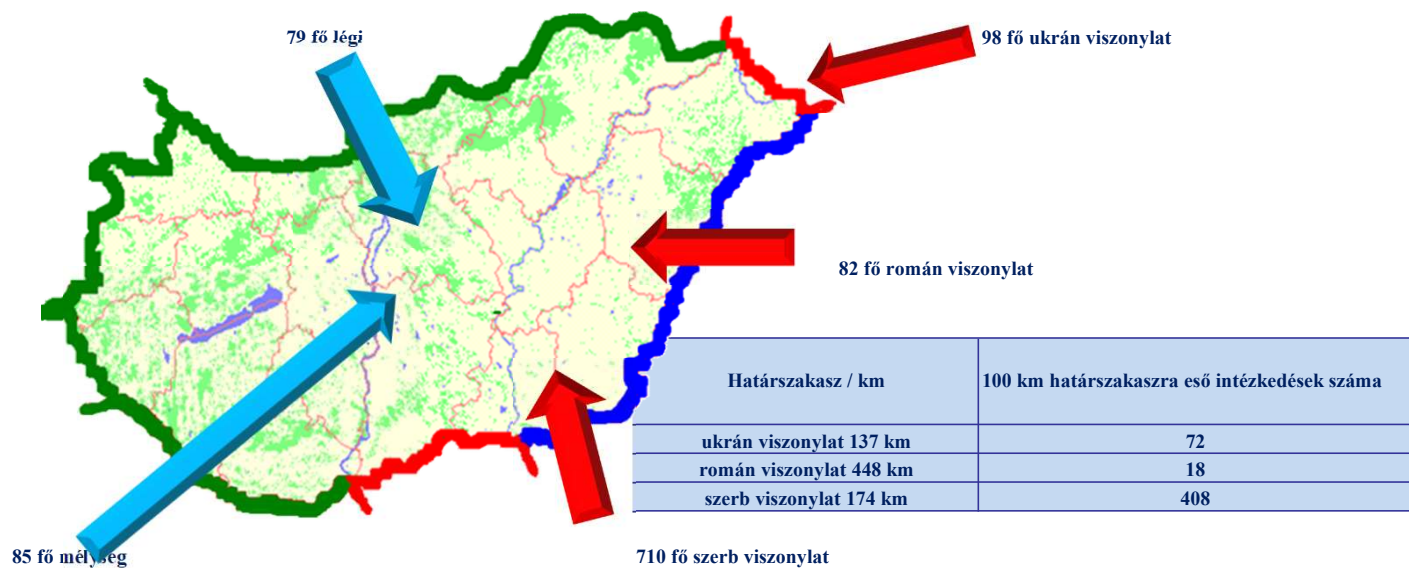 79 fő légi
98 fő ukrán viszonylat
82 fő román viszonylat
Határszakasz / km
100 km határszakaszra eső intézkedések száma
ukrán viszonylat 137 km
72
román viszonylat 448 km
18
szerb viszonylat 174 km
408
85 fő mélység
710 fő szerb viszonylat